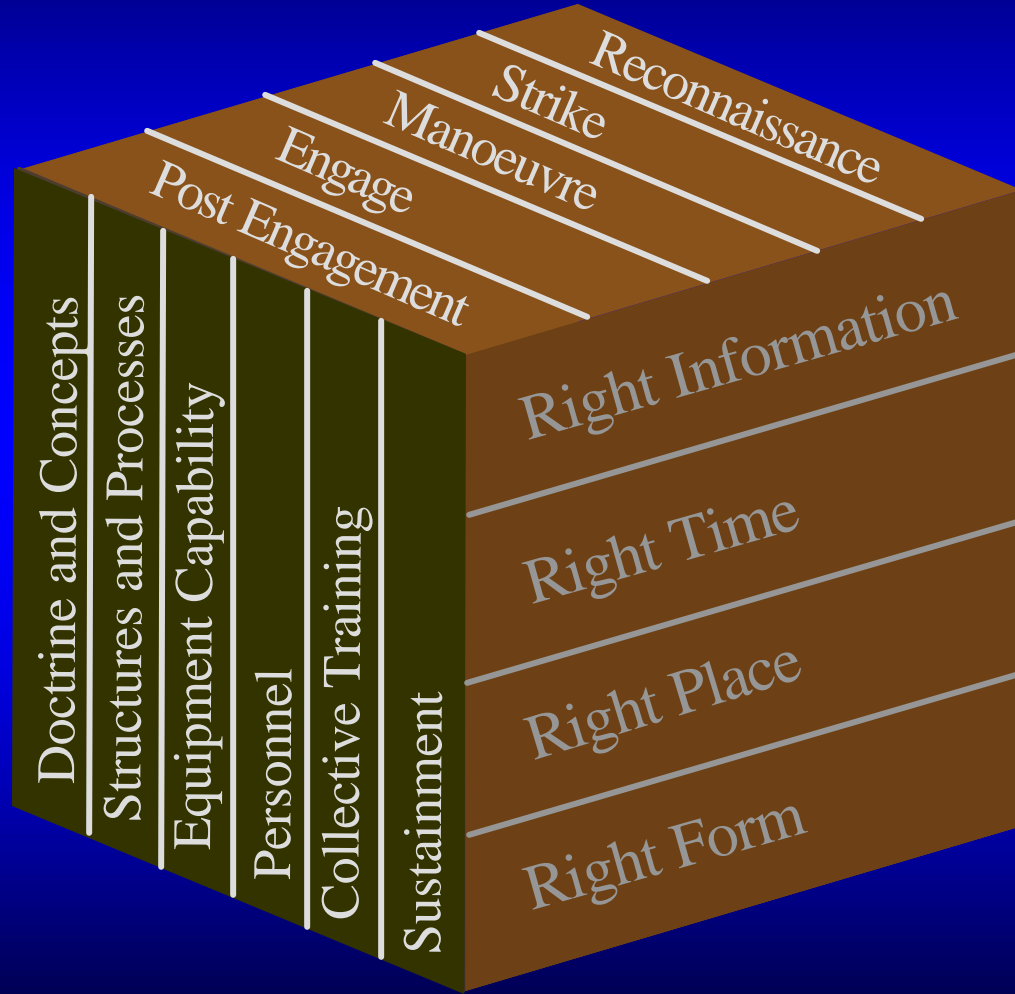 Reconnaissance
Strike
Manoeuvre
Engage
Post Engagement
Doctrine and Concepts
Structures and Processes
Equipment Capability
Personnel
Collective Training
Sustainment
Right Information
Right Time
Right Place
Right Form